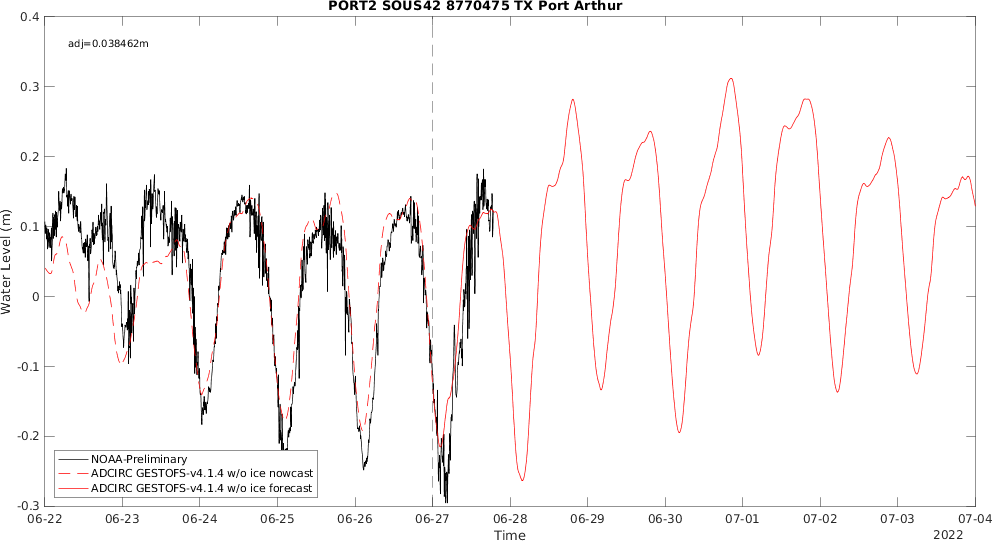 PORT2 SOUS42 8770475 TX Port Arthur
0.4
adj=0.038462m
0.3
0.2
0.1
0
-0.1
-0.2
-0.3
Water Level (m)
NOAA-Preliminary
ADCIRC GESTOFS-v4.1.4 w/o ice nowcast
ADCIRC GESTOFS-v4.1.4 w/o ice forecast
06-22 06-23 06-24 06-25 06-26 06-27 06-28 06-29 06-30 07-01 07-02 07-03 07-04
Time
2022